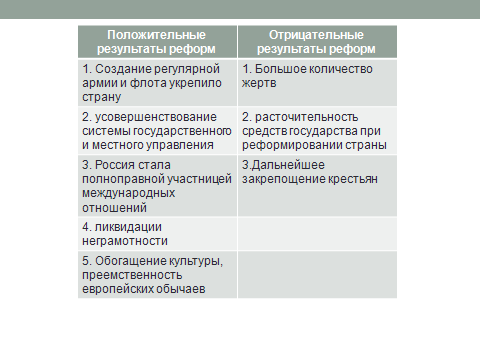 Положительные
результаты реформ
Отрицательные
результаты реформ
1. Создание регулярной
армии и флота укрепило
страну
1. Большое количество
жертв
2. усовершенствование
системы государственного
и местного управления
2. расточительность
средств государства при
реформировании страны
3. Россия стала
полноправной участницей
международных
отношений
3.Дальнейшее
закрепощение крестьян
4. ликвидации
неграмотности
5. Обогащение культуры,
преемственность
европейских обычаев